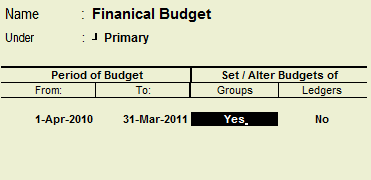 Name : Finanical Budget
Under : ┘ Primary
Period of Budget Set / Alter Budgets of
From: To: Groups Ledgers
1-Apr-2010 31-Mar-2011 Yes No